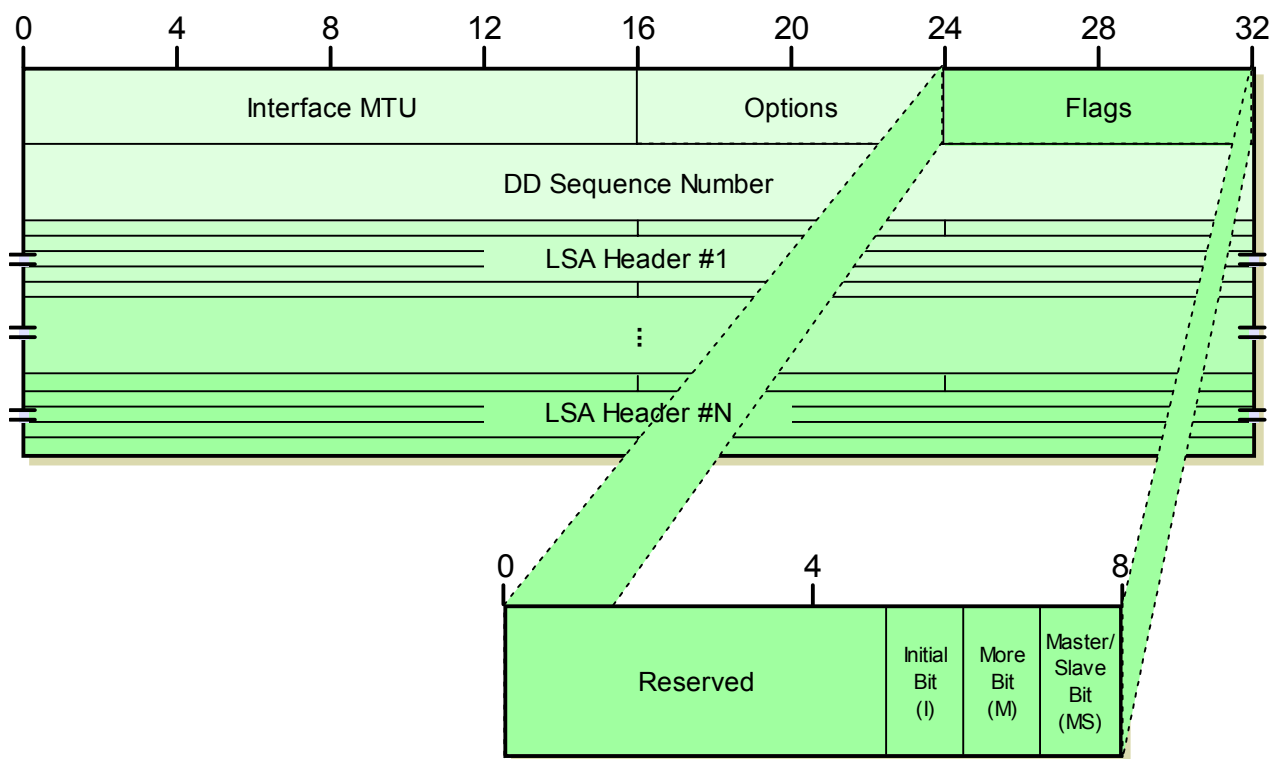 0 4 8 12 16 20 24 28 32
Interface MTU Options Flags
DD Sequence Number
LSA Header #1
...
LSA Header #N
0 4 8
Reserved
Initial
Bit
(I)
More
Bit
(M)
Master/
Slave
Bit
(MS)